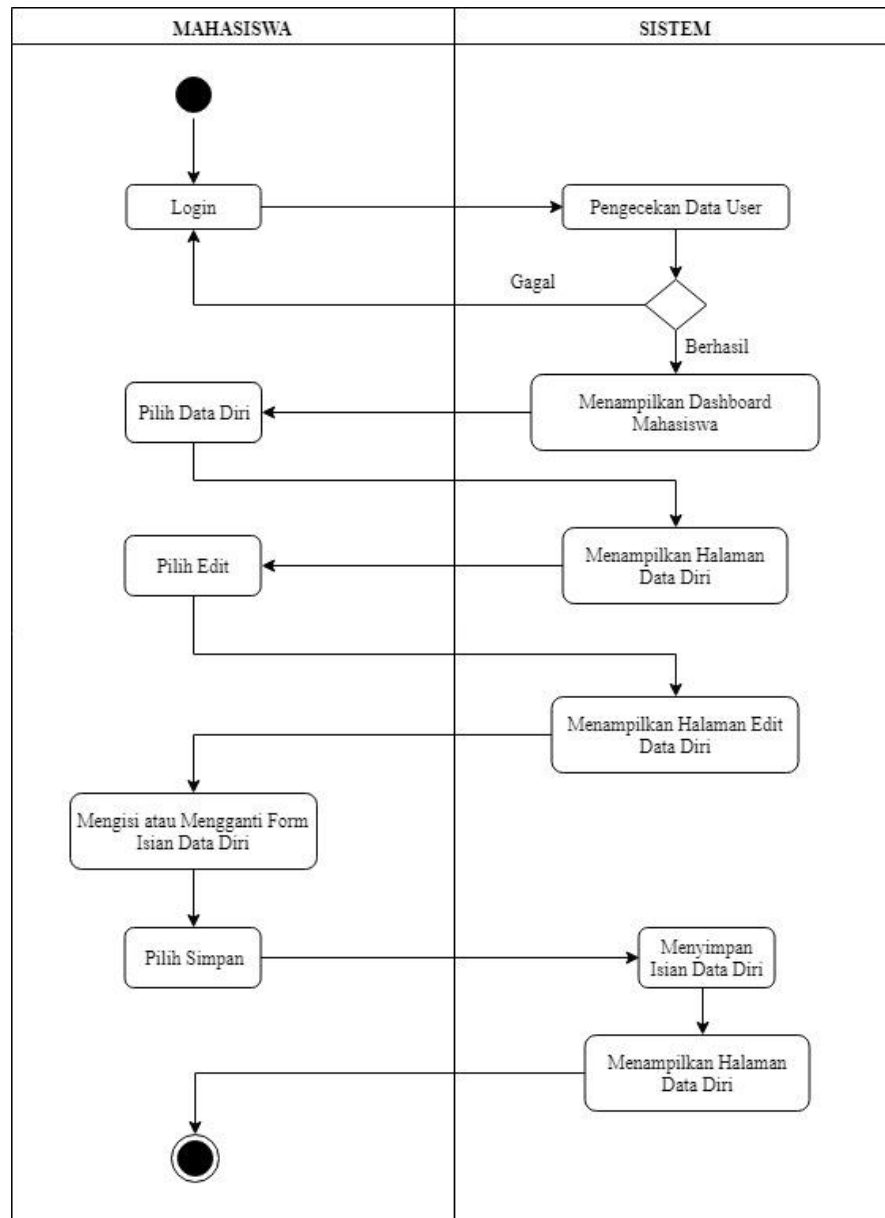 MAHASISWA
SISTEM
Login
Pengecekan Data User
Gagal
Berhasil
Menampilkan Dashboard
Mahasiswa
Pilih Data Diri
Menampilkan Halaman
Data Diri
Pilih Edit
Menampilkan Halaman Edit
Data Diri
Mengisi atau Mengganti Form
Isian Data Diri
Pilih Simpan
Menyimpan
Isian Data Diri
Menampilkan Halaman
Data Diri